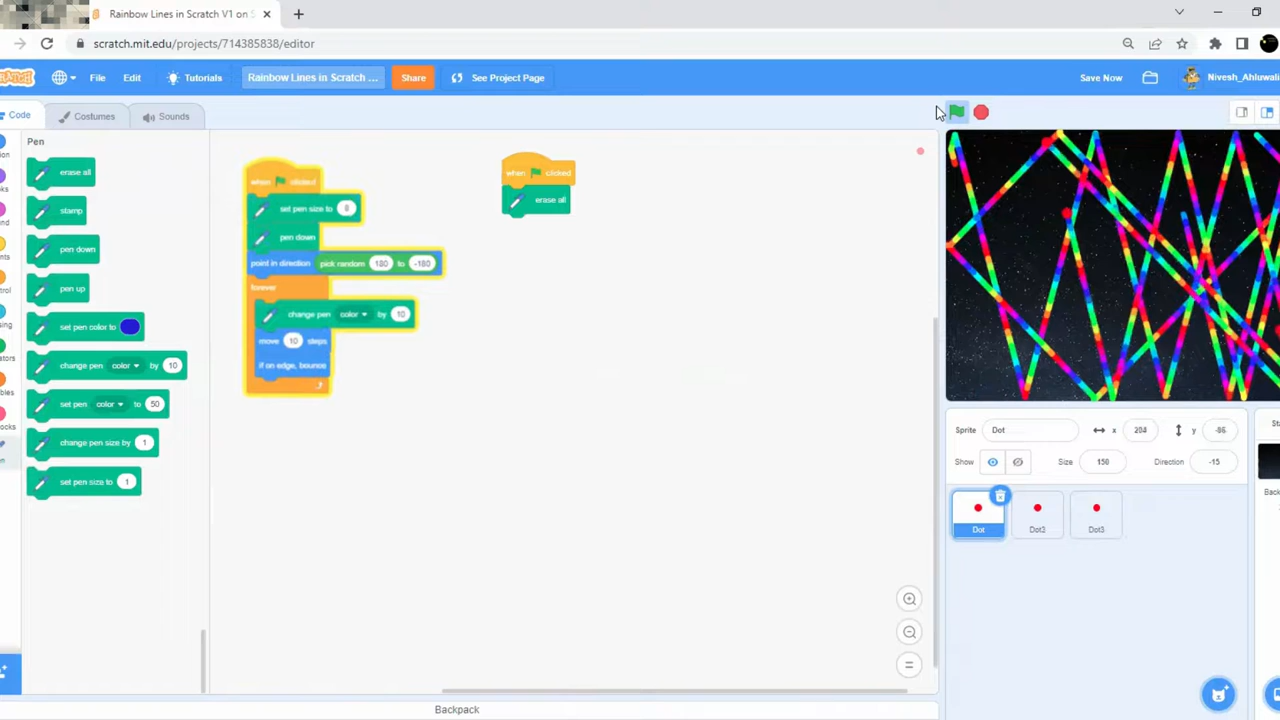 Rainbow Lines in Scratch V1 on S
scratch.mit.edu/projects/714385838/editor
File Edit Tutorials Rainbow Lines in Scratch ... Share See Project Page Save Now Nivesh_Ahluwali
Code Costumes Sounds
Pen
erase all
stamp
pen down
pen up
set pen color to
change pen color by 10
set pen color to 50
change pen size by 1
set pen size to 1
when clicked
set pen size to 8
pen down
point in direction pick random 180 to -180
forever
change pen color by 10
move 10 steps
if on edge, bounce
when clicked
erase all
Sprite Dot x 204 y -86
Show Size 150 Direction -15
Dot Dot2 Dot3
Backpack